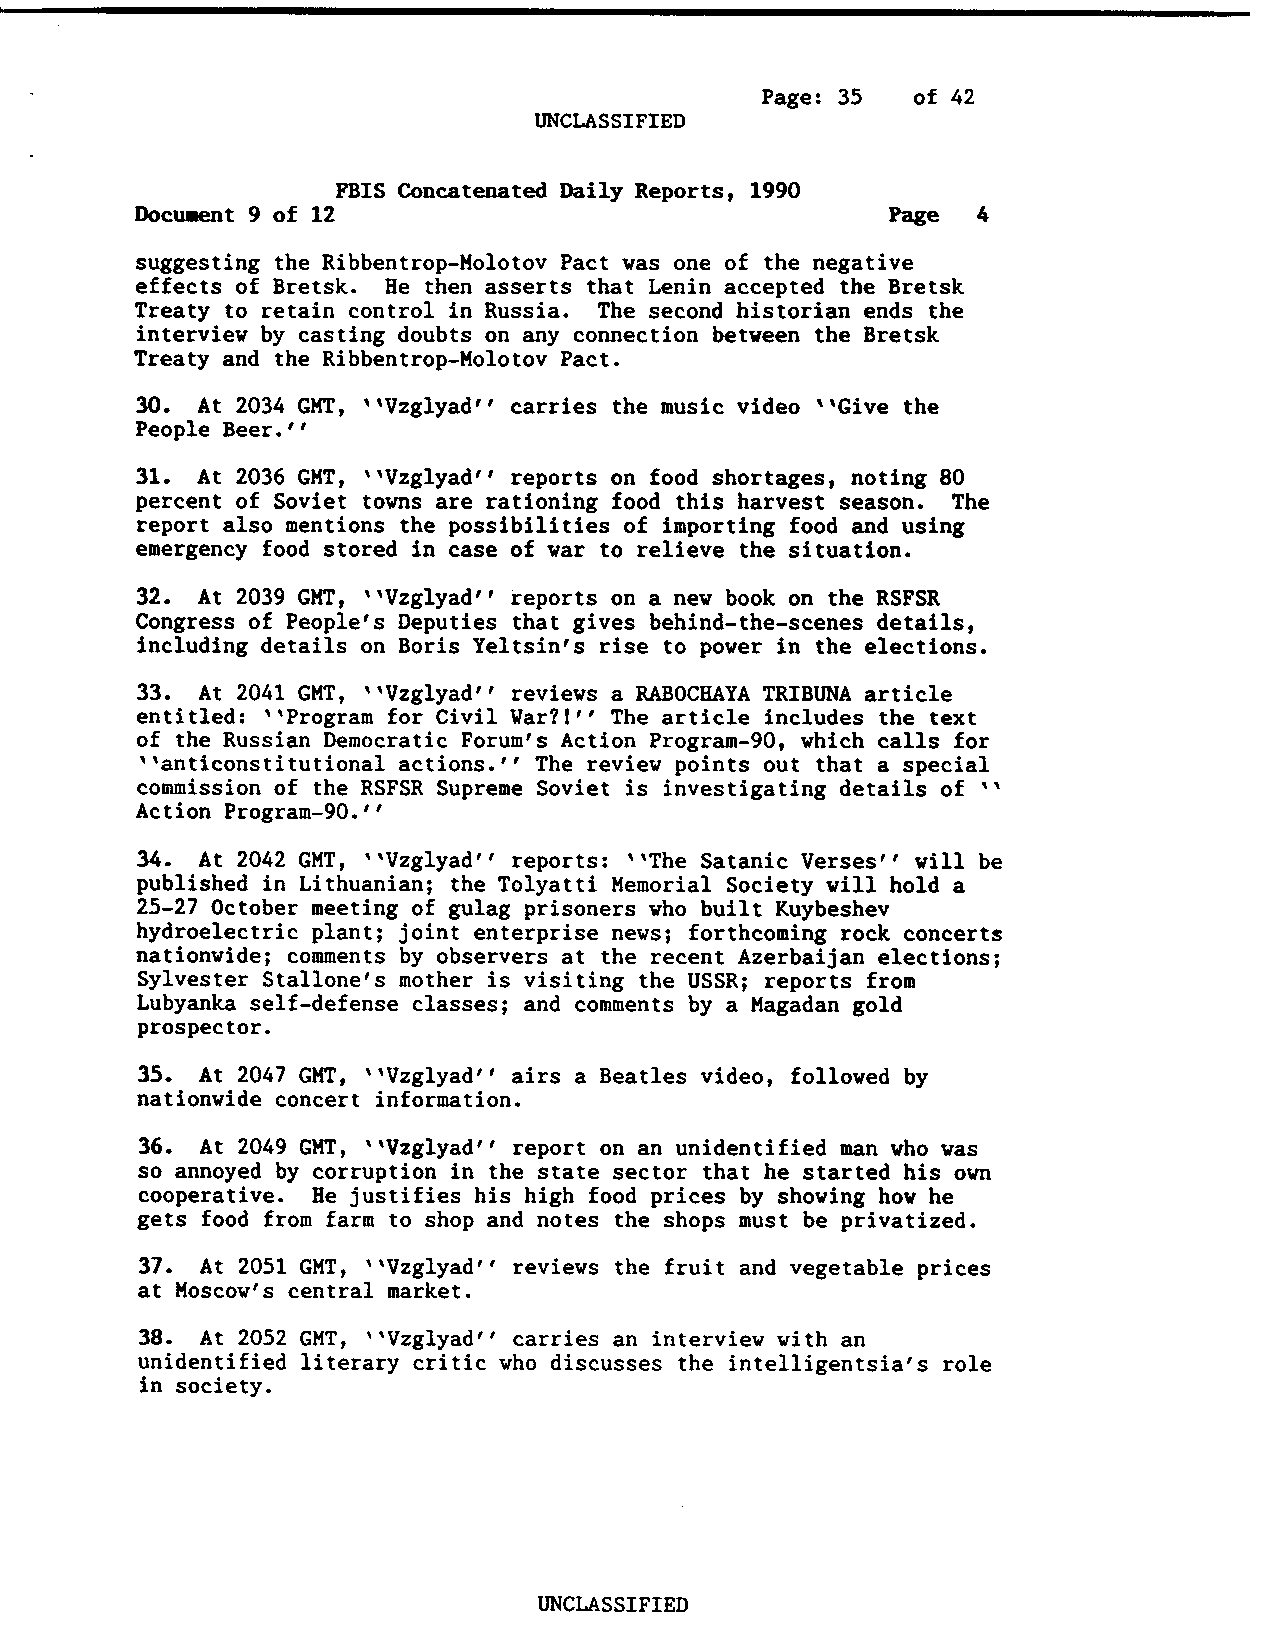 Page: 35 of 42
UNCLASSIFIED
FBIS Concatenated Daily Reports, 1990
Document 9 of 12 Page 4
suggesting the Ribbentrop-Molotov Pact was one of the negative
effects of Bretsk. He then asserts that Lenin accepted the Bretsk
Treaty to retain control in Russia. The second historian ends the
interview by casting doubts on any connection between the Bretsk
Treaty and the Ribbentrop-Molotov Pact.
30. At 2034 GMT, ``Vzglyad'' carries the music video ``Give the
People Beer.''
31. At 2036 GMT, ``Vzglyad'' reports on food shortages, noting 80
percent of Soviet towns are rationing food this harvest season. The
report also mentions the possibilities of importing food and using
emergency food stored in case of war to relieve the situation.
32. At 2039 GMT, ``Vzglyad'' reports on a new book on the RSFSR
Congress of People's Deputies that gives behind-the-scenes details,
including details on Boris Yeltsin's rise to power in the elections.
33. At 2041 GMT, ``Vzglyad'' reviews a RABOCHAYA TRIBUNA article
entitled: ``Program for Civil War?!'' The article includes the text
of the Russian Democratic Forum's Action Program-90, which calls for
``anticonstitutional actions.'' The review points out that a special
commission of the RSFSR Supreme Soviet is investigating details of ``
Action Program-90.''
34. At 2042 GMT, ``Vzglyad'' reports: ``The Satanic Verses'' will be
published in Lithuanian; the Tolyatti Memorial Society will hold a
25-27 October meeting of gulag prisoners who built Kuybeshev
hydroelectric plant; joint enterprise news; forthcoming rock concerts
nationwide; comments by observers at the recent Azerbaijan elections;
Sylvester Stallone's mother is visiting the USSR; reports from
Lubyanka self-defense classes; and comments by a Magadan gold
prospector.
35. At 2047 GMT, ``Vzglyad'' airs a Beatles video, followed by
nationwide concert information.
36. At 2049 GMT, ``Vzglyad'' report on an unidentified man who was
so annoyed by corruption in the state sector that he started his own
cooperative. He justifies his high food prices by showing how he
gets food from farm to shop and notes the shops must be privatized.
37. At 2051 GMT, ``Vzglyad'' reviews the fruit and vegetable prices
at Moscow's central market.
38. At 2052 GMT, ``Vzglyad'' carries an interview with an
unidentified literary critic who discusses the intelligentsia's role
in society.
UNCLASSIFIED